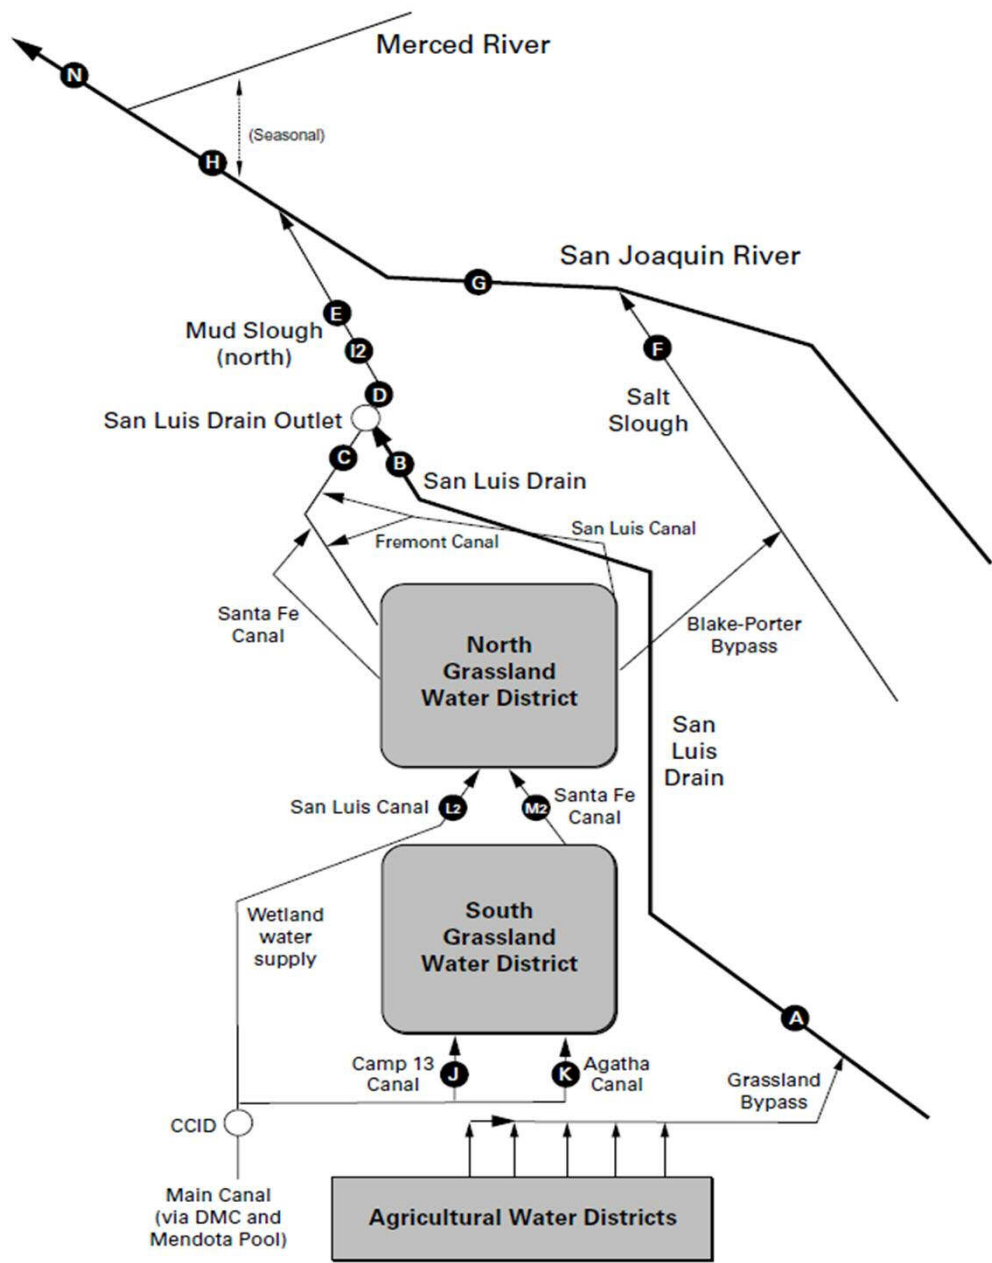 Merced River
N
(Seasonal)
H
San Joaquin River
G
E
Mud Slough
(north)
I2
F
D
Salt
Slough
San Luis Drain Outlet
C
B
San Luis Drain
San Luis Canal
Fremont Canal
Santa Fe
Canal
Blake-Porter
Bypass
North
Grassland
Water District
San
Luis
Drain
San Luis Canal
L2
M2
Santa Fe
Canal
Wetland
water
supply
South
Grassland
Water District
A
Camp 13
Canal
J
K
Agatha
Canal
Grassland
Bypass
CCID
Main Canal
(via DMC and
Mendota Pool)
Agricultural Water Districts